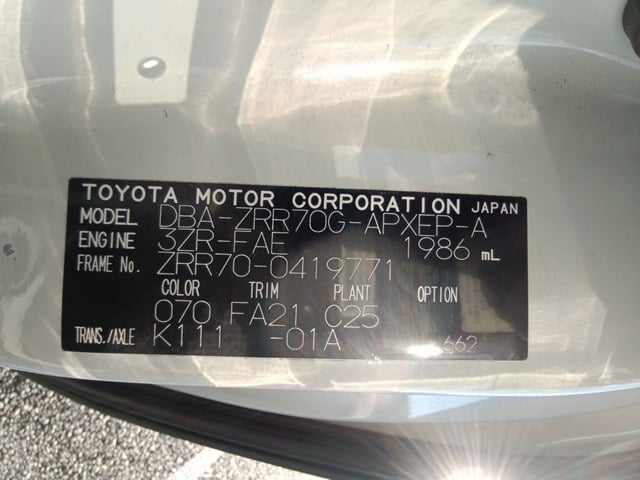 TOYOTA MOTOR CORPORATION JAPAN
MODEL DBA-ZRR70G-APXEP-A
ENGINE 3ZR-FAE 1986 mL
FRAME No. ZRR70-0419771
COLOR TRIM PLANT OPTION
070 FA21 C25
TRANS./AXLE K111 -01A 662